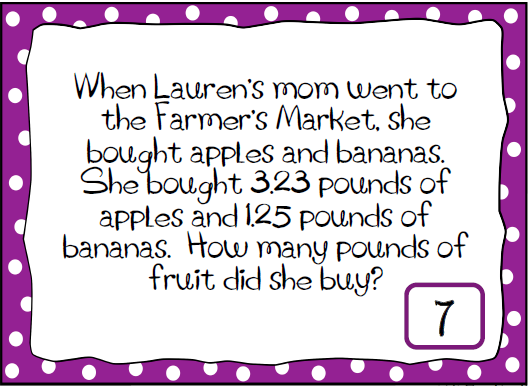 When Lauren's mom went to
the Farmer's Market, she
bought apples and bananas.
She bought 3.23 pounds of
apples and 1.25 pounds of
bananas. How many pounds of
fruit did she buy?
7